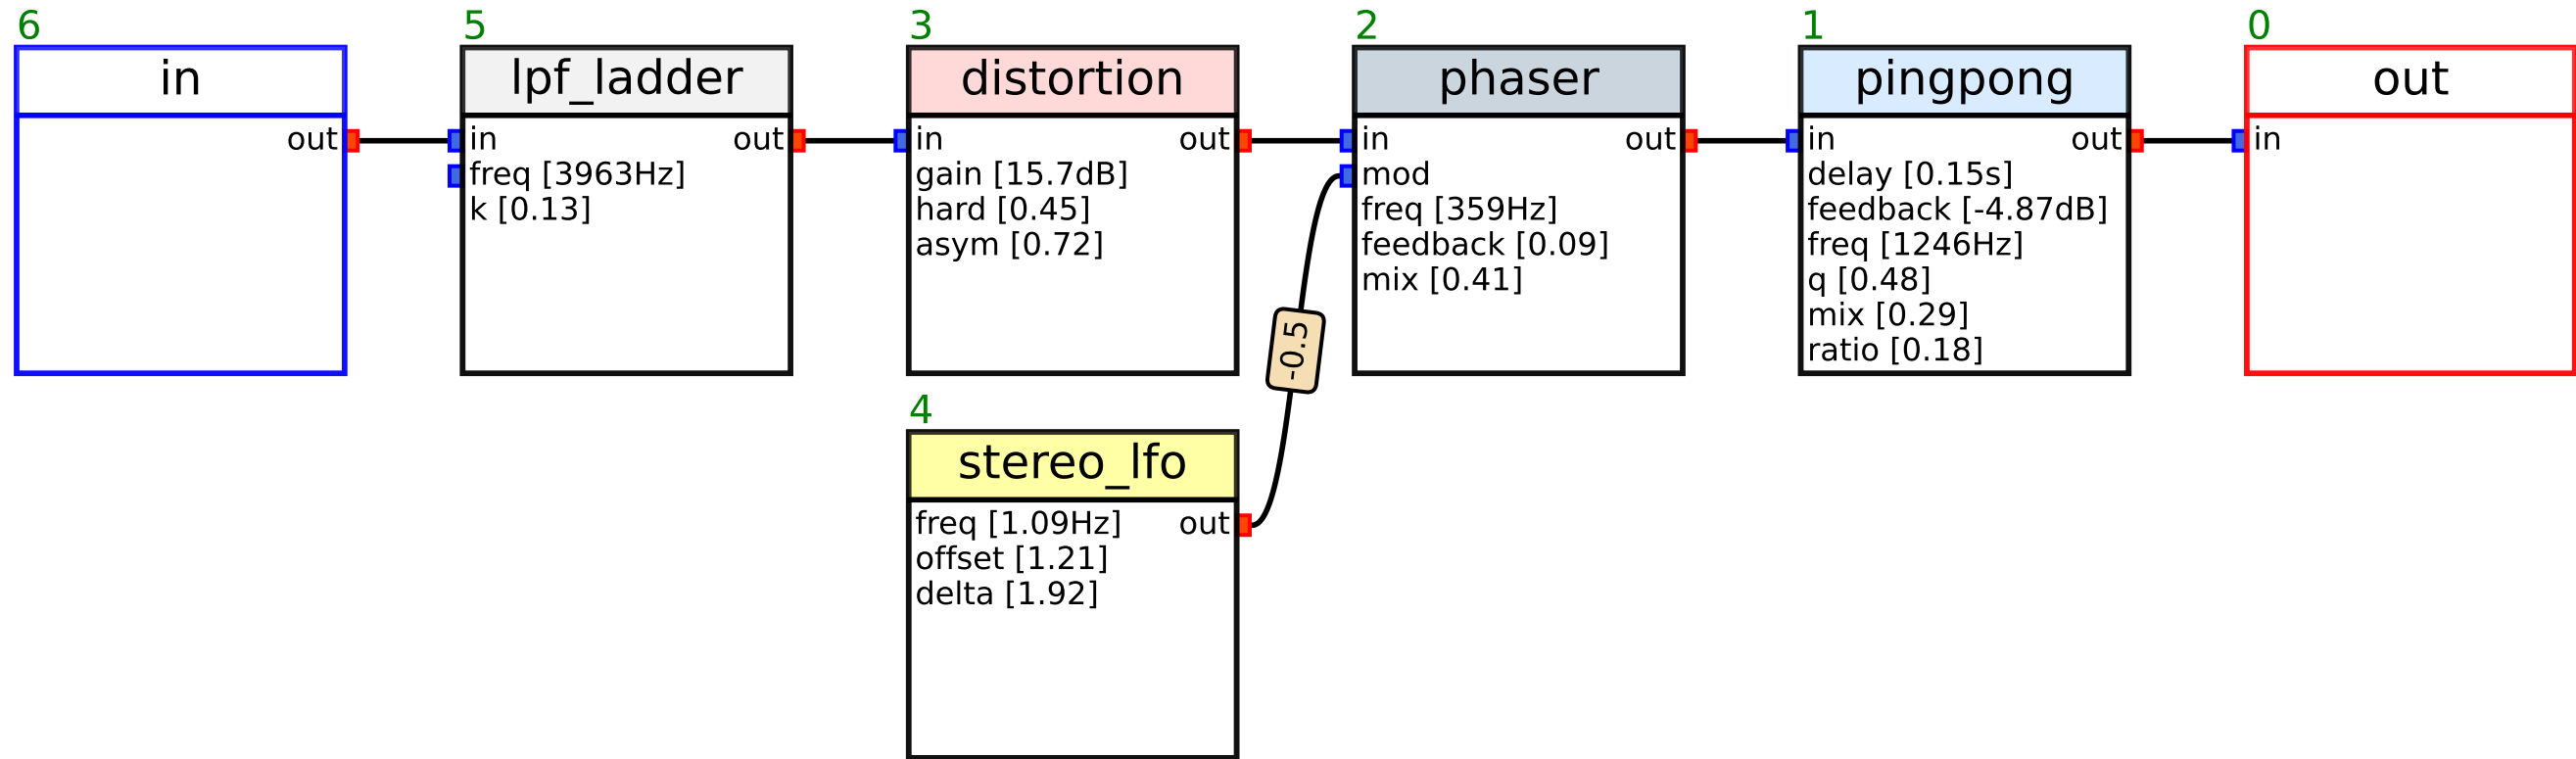 6
in
out
5
lpf_ladder
in out
freq [3963Hz]
k [0.13]
3
distortion
in out
gain [15.7dB]
hard [0.45]
asym [0.72]
2
phaser
in out
mod
freq [359Hz]
feedback [0.09]
mix [0.41]
1
pingpong
in out
delay [0.15s]
feedback [-4.87dB]
freq [1246Hz]
q [0.48]
mix [0.29]
ratio [0.18]
0
out
in
-0.5
4
stereo_lfo
freq [1.09Hz] out
offset [1.21]
delta [1.92]